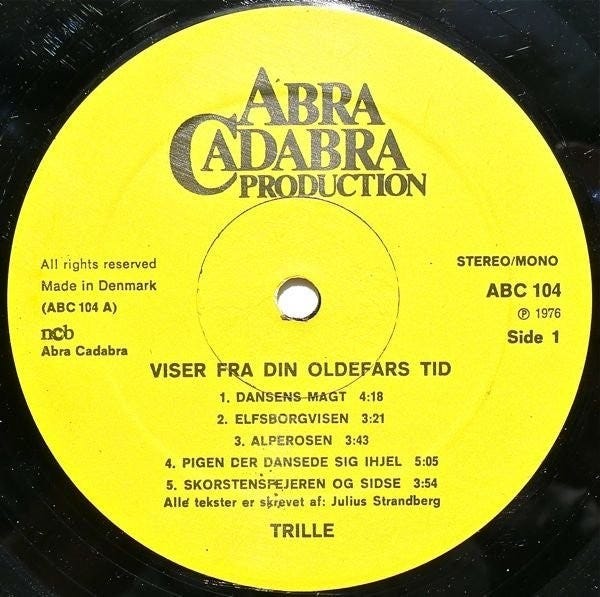 ABRA
CADABRA
PRODUCTION
All rights reserved
Made in Denmark
(ABC 104 A)
ncb
Abra Cadabra
STEREO/MONO
ABC 104
℗ 1976
Side 1
VISER FRA DIN OLDEFARS TID
1. DANSENS MAGT 4:18
2. ELFSBORGVISEN 3:21
3. ALPEROSEN 3:43
4. PIGEN DER DANSEDE SIG IHJEL 5:05
5. SKORSTENSFEJEREN OG SIDSE 3:54
Alle tekster er skrevet af: Julius Strandberg
TRILLE